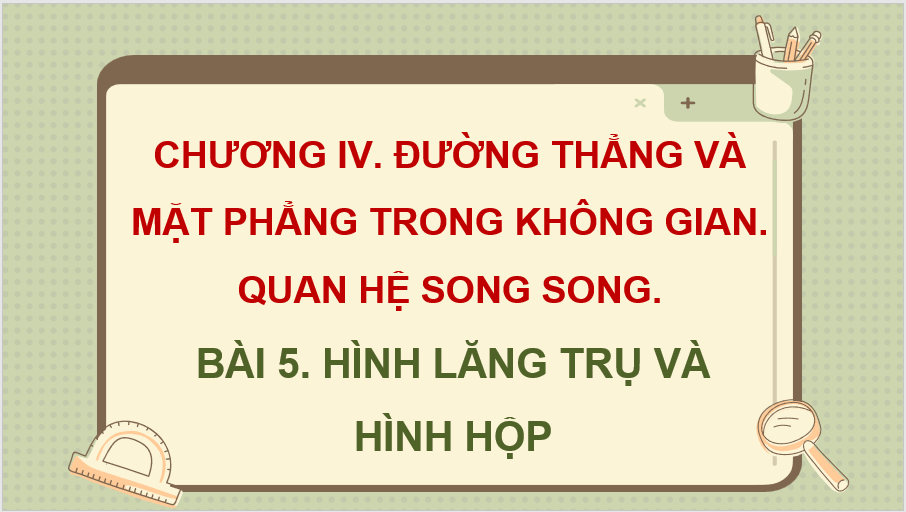 CHƯƠNG IV. ĐƯỜNG THẲNG VÀ
MẶT PHẲNG TRONG KHÔNG GIAN.
QUAN HỆ SONG SONG.
BÀI 5. HÌNH LĂNG TRỤ VÀ
HÌNH HỘP